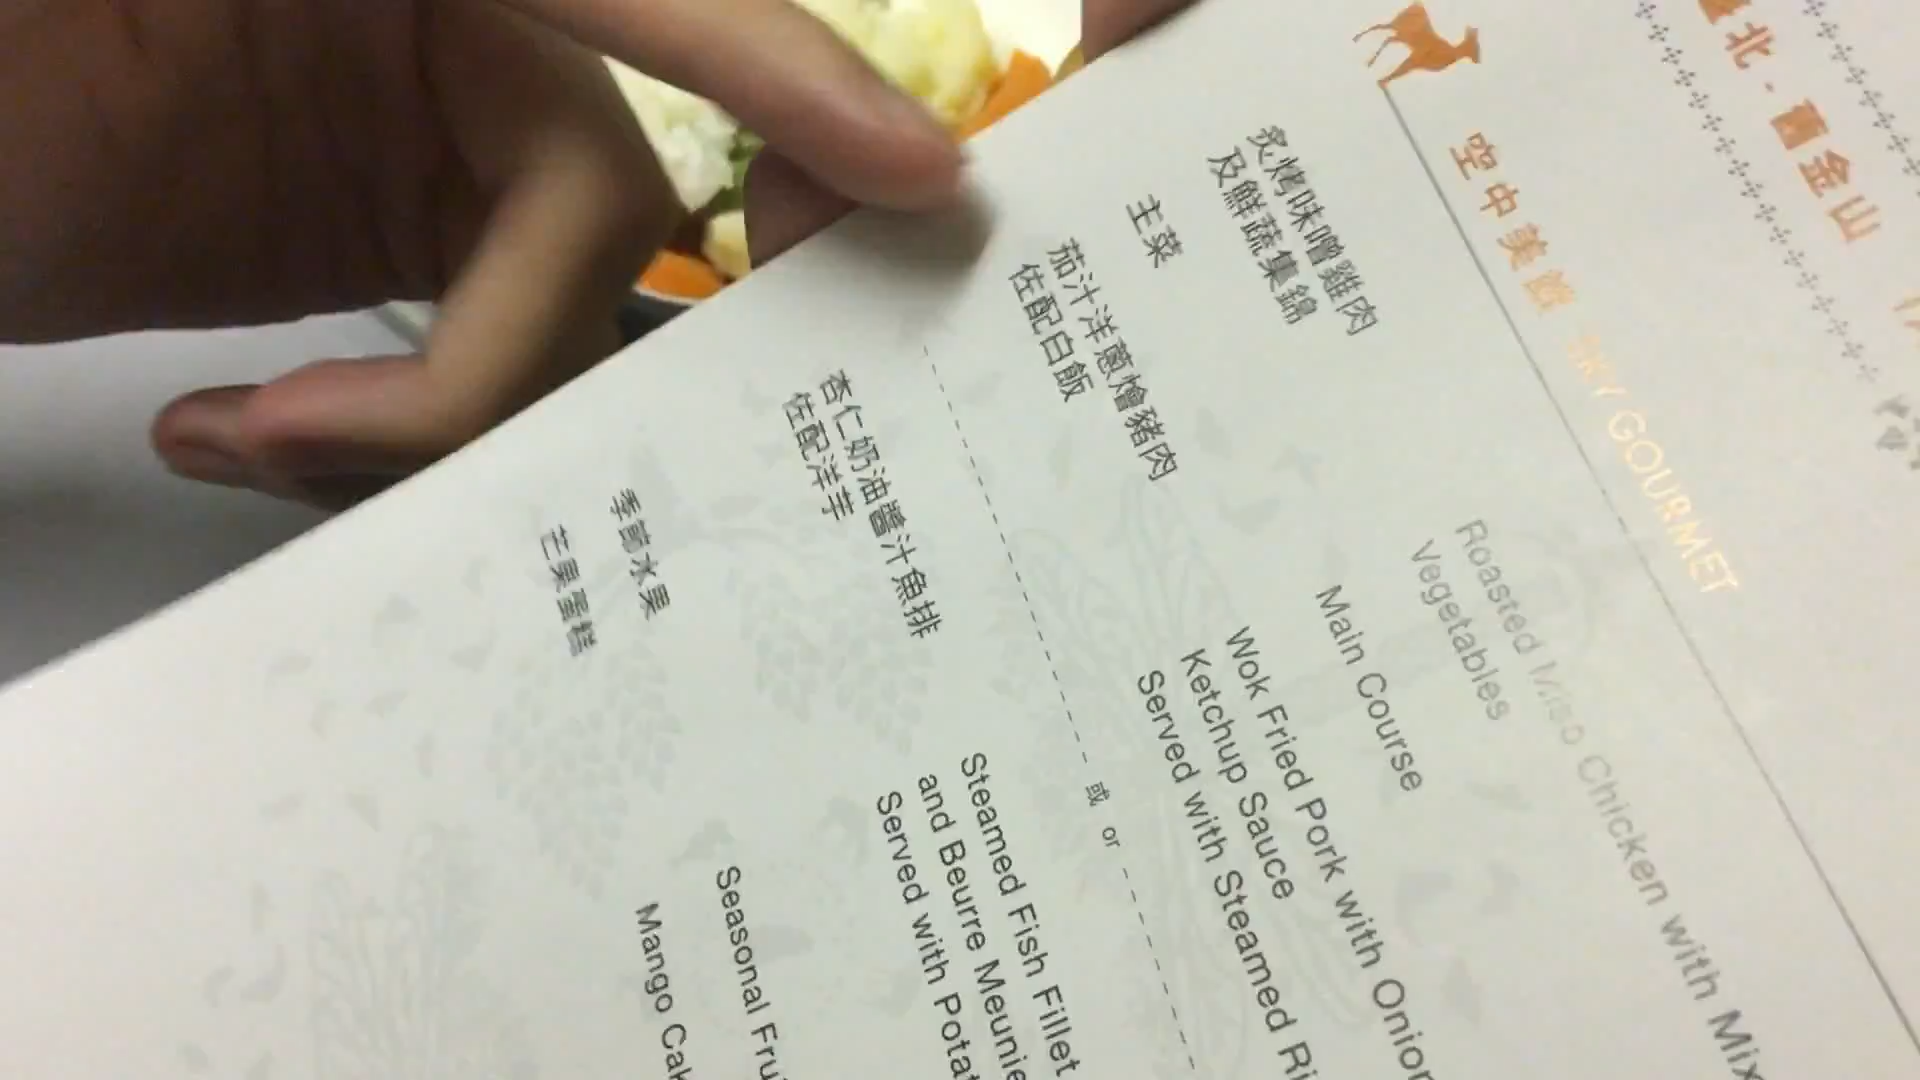 北 - 舊金山
空中美饌 SKY GOURMET
炙烤味噌雞肉
及鮮蔬集錦
Roasted Miso Chicken with Mix
Vegetables
主菜
Main Course
茄汁洋蔥燴豬肉
佐配白飯
Wok Fried Pork with Onion
Ketchup Sauce
Served with Steamed Ri
或 or
杏仁奶油醬汁魚排
佐配洋芋
Steamed Fish Fillet
and Beurre Meunie
Served with Potat
季節水果
Seasonal Fru
芒果蛋糕
Mango Cak